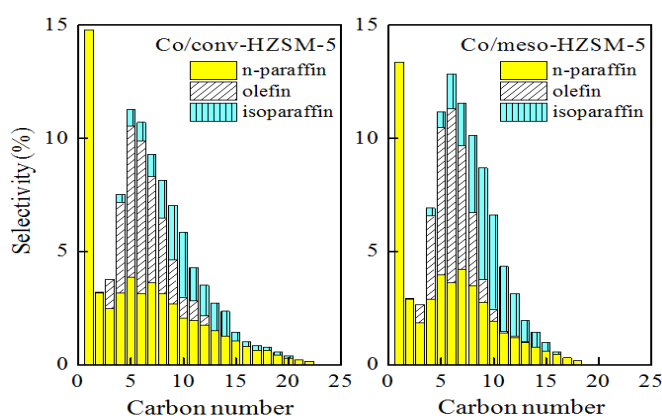 Co/conv-HZSM-5
n-paraffin
olefin
isoparaffin
Selectivity (%)
15
10
5
0
0 5 10 15 20 25
Carbon number
Co/meso-HZSM-5
n-paraffin
olefin
isoparaffin
15
10
5
0
0 5 10 15 20 25
Carbon number